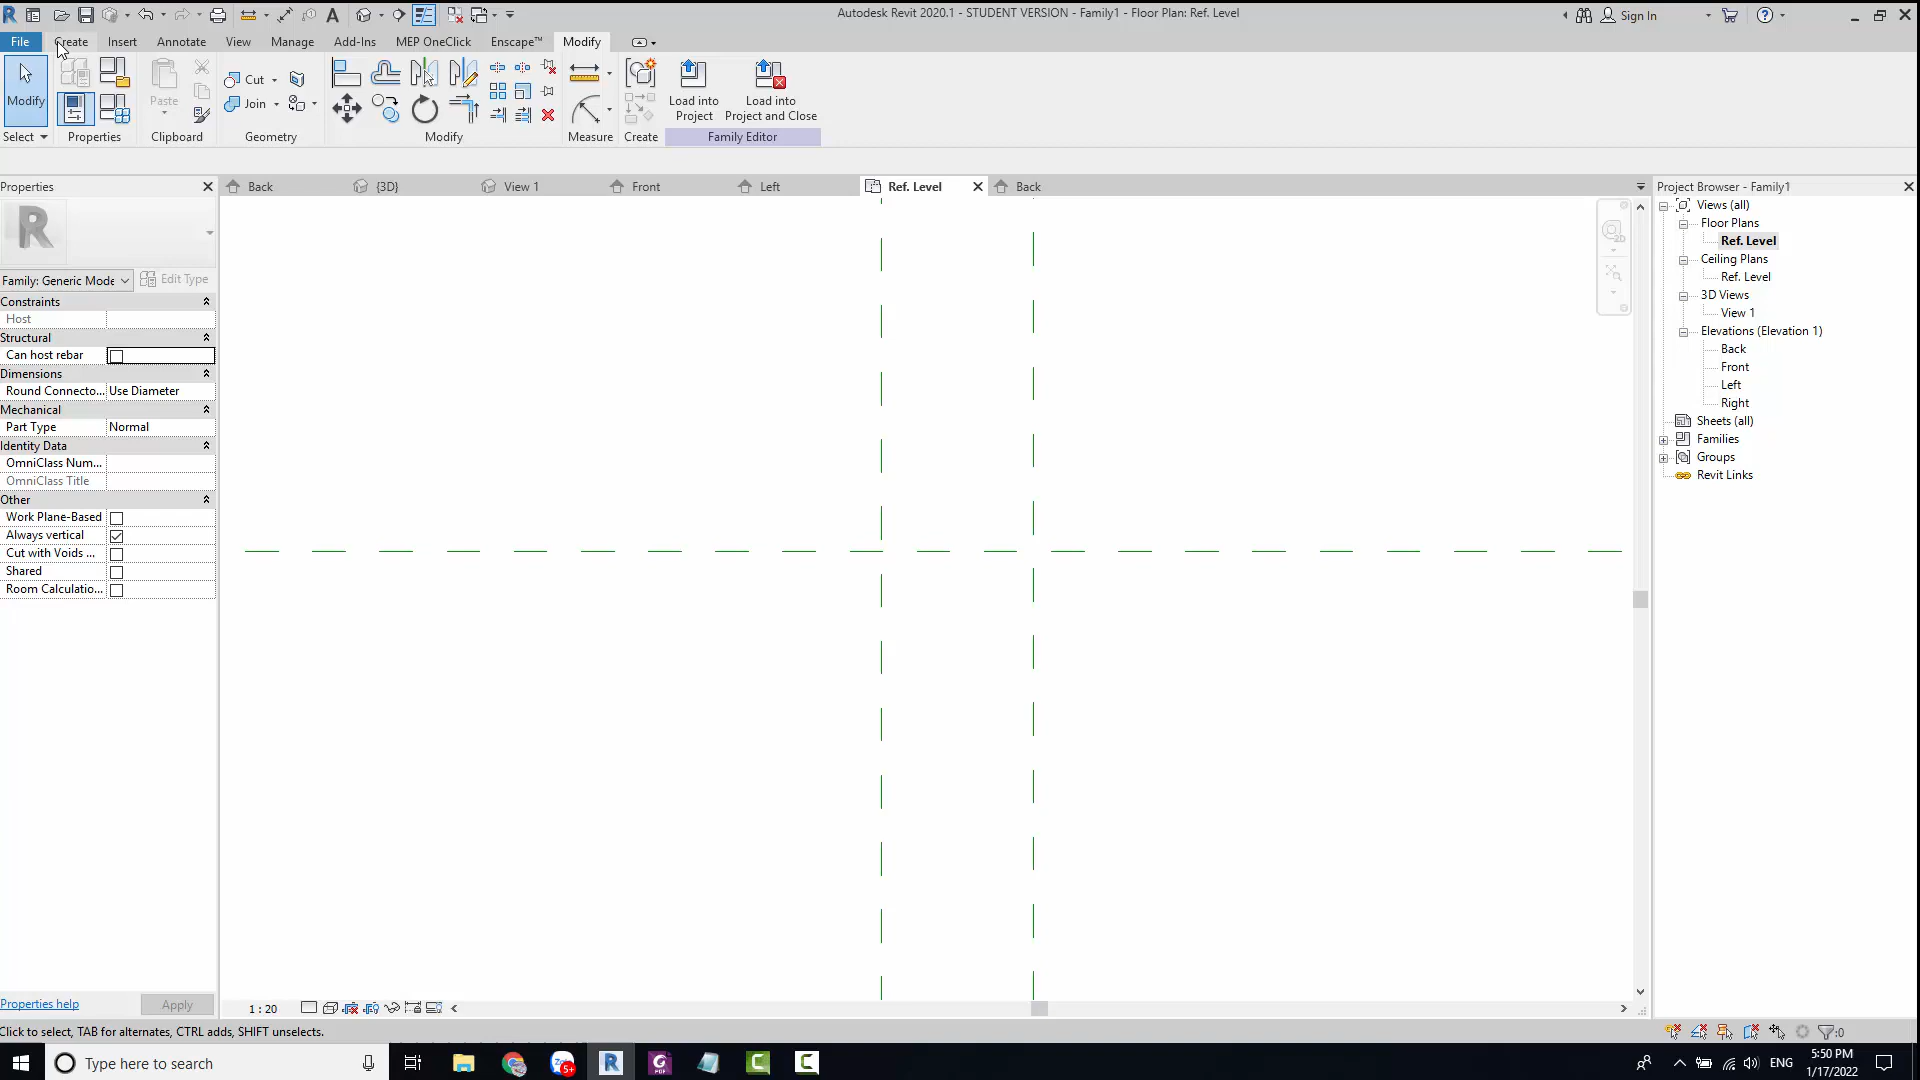 Autodesk Revit 2020.1 - STUDENT VERSION - Family1 - Floor Plan: Ref. Level
Sign In
File Create Insert Annotate View Manage Add-Ins MEP OneClick Enscape™ Modify
Modify
Paste
Cut
Join
Load into Project
Load into Project and Close
Select Properties Clipboard Geometry Modify Measure Create Family Editor
Properties
Back {3D} View 1 Front Left Ref. Level Back
Project Browser - Family1
Family: Generic Mode
Edit Type
Constraints
Host
Structural
Can host rebar
Dimensions
Round Connecto... Use Diameter
Mechanical
Part Type Normal
Identity Data
OmniClass Num...
OmniClass Title
Other
Work Plane-Based
Always vertical
Cut with Voids ...
Shared
Room Calculatio...
Properties help
Apply
Views (all)
Floor Plans
Ref. Level
Ceiling Plans
Ref. Level
3D Views
View 1
Elevations (Elevation 1)
Back
Front
Left
Right
Sheets (all)
Families
Groups
Revit Links
2D
1 : 20
Click to select, TAB for alternates, CTRL adds, SHIFT unselects.
:0
Type here to search
5+
ENG
5:50 PM
1/17/2022